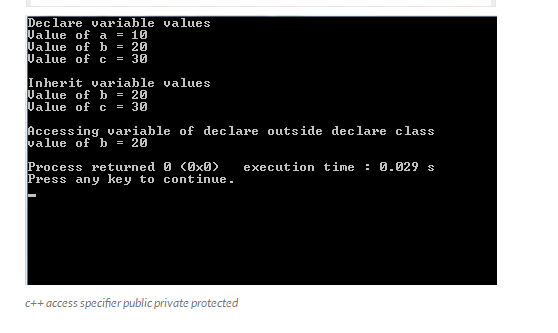 Declare variable values
Value of a = 10
Value of b = 20
Value of c = 30
Inherit variable values
Value of b = 20
Value of c = 30
Accessing variable of declare outside declare class
value of b = 20
Process returned 0 (0x0)   execution time : 0.029 s
Press any key to continue.
c++ access specifier public private protected